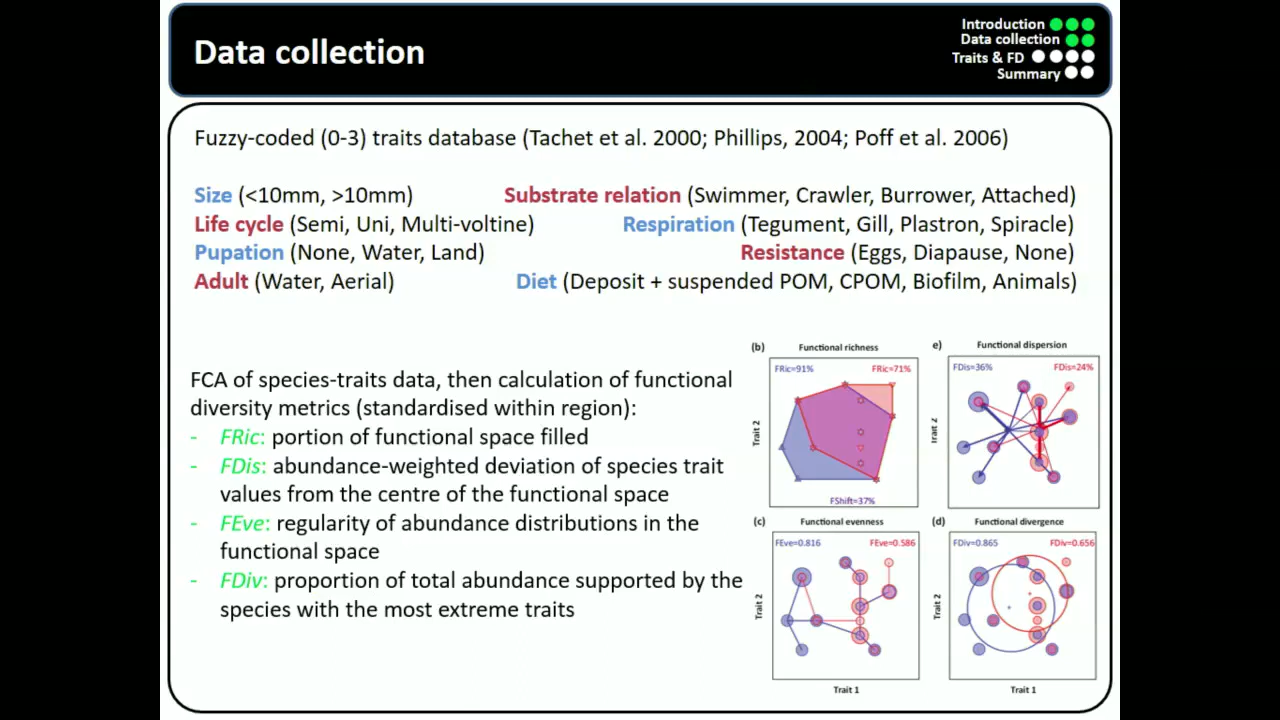 Data collection
Introduction
Data collection
Traits & FD
Summary
Fuzzy-coded (0-3) traits database (Tachet et al. 2000; Phillips, 2004; Poff et al. 2006)
Size (<10mm, >10mm)
Substrate relation (Swimmer, Crawler, Burrower, Attached)
Life cycle (Semi, Uni, Multi-voltine)
Respiration (Tegument, Gill, Plastron, Spiracle)
Pupation (None, Water, Land)
Resistance (Eggs, Diapause, None)
Adult (Water, Aerial)
Diet (Deposit + suspended POM, CPOM, Biofilm, Animals)
FCA of species-traits data, then calculation of functional
diversity metrics (standardised within region):
- FRic: portion of functional space filled
- FDis: abundance-weighted deviation of species trait
values from the centre of the functional space
- FEve: regularity of abundance distributions in the
functional space
- FDiv: proportion of total abundance supported by the
species with the most extreme traits
(b) Functional richness
FRic=91% FRic=71%
Trait 2
FShift=37%
e) Functional dispersion
FDis=36% FDis=24%
Trait 2
(c) Functional evenness
FEve=0.816 FEve=0.586
Trait 2
Trait 1
(d) Functional divergence
FDiv=0.865 FDiv=0.656
Trait 2
Trait 1